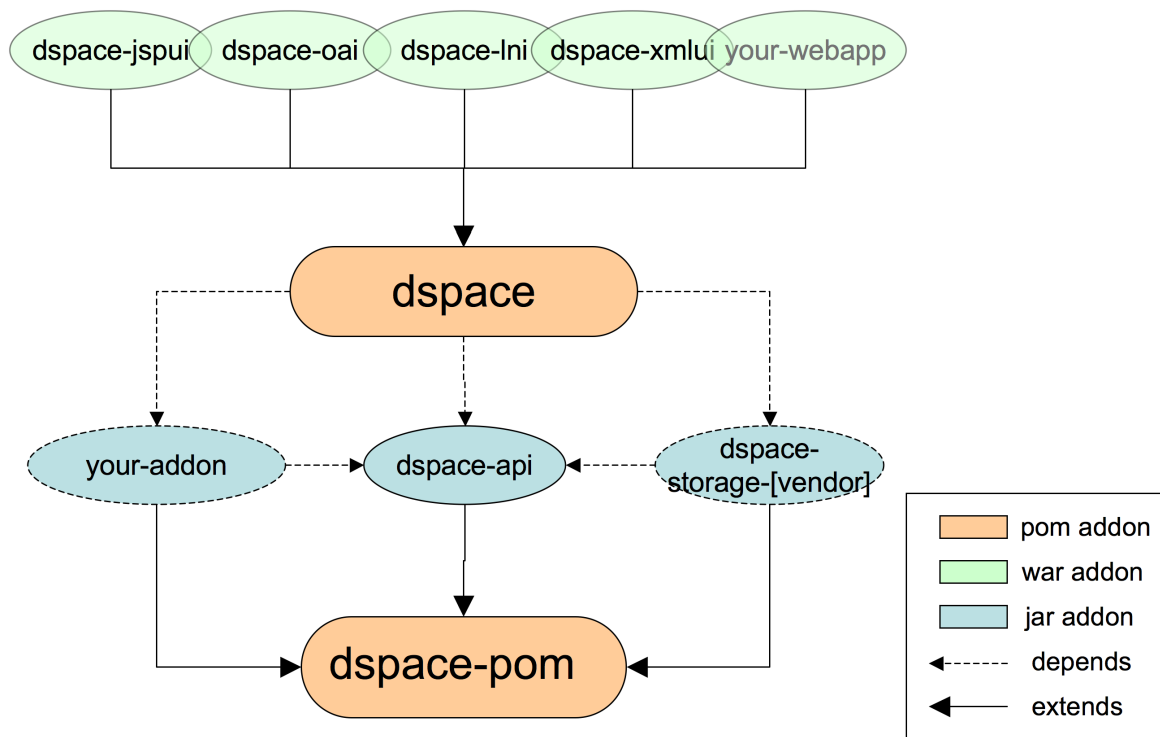 dspace-jspui
dspace-oai
dspace-lni
dspace-xmlui
your-webapp
dspace
your-addon
dspace-api
dspace-
storage-[vendor]
dspace-pom
pom addon
war addon
jar addon
depends
extends